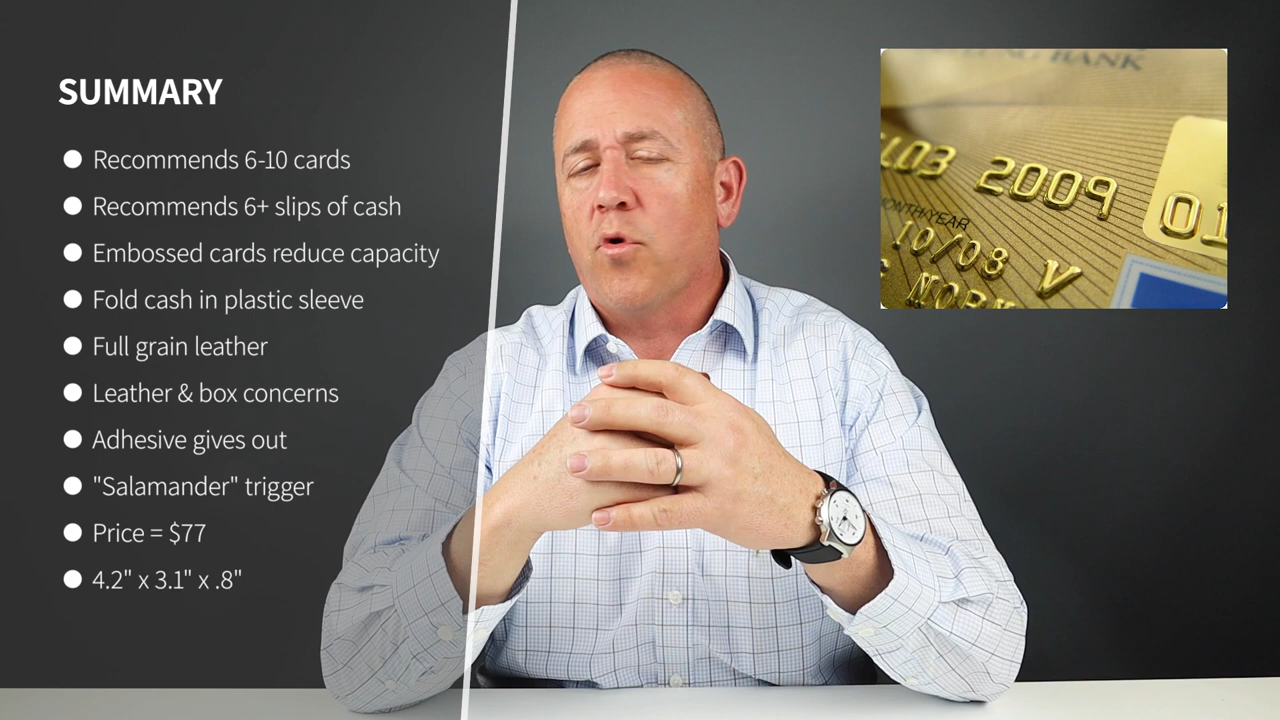 SUMMARY
Recommends 6-10 cards
Recommends 6+ slips of cash
Embossed cards reduce capacity
Fold cash in plastic sleeve
Full grain leather
Leather & box concerns
Adhesive gives out
"Salamander" trigger
Price = $77
4.2" x 3.1" x .8"
BANK
2009 01
MONTH/YEAR
10/08 V